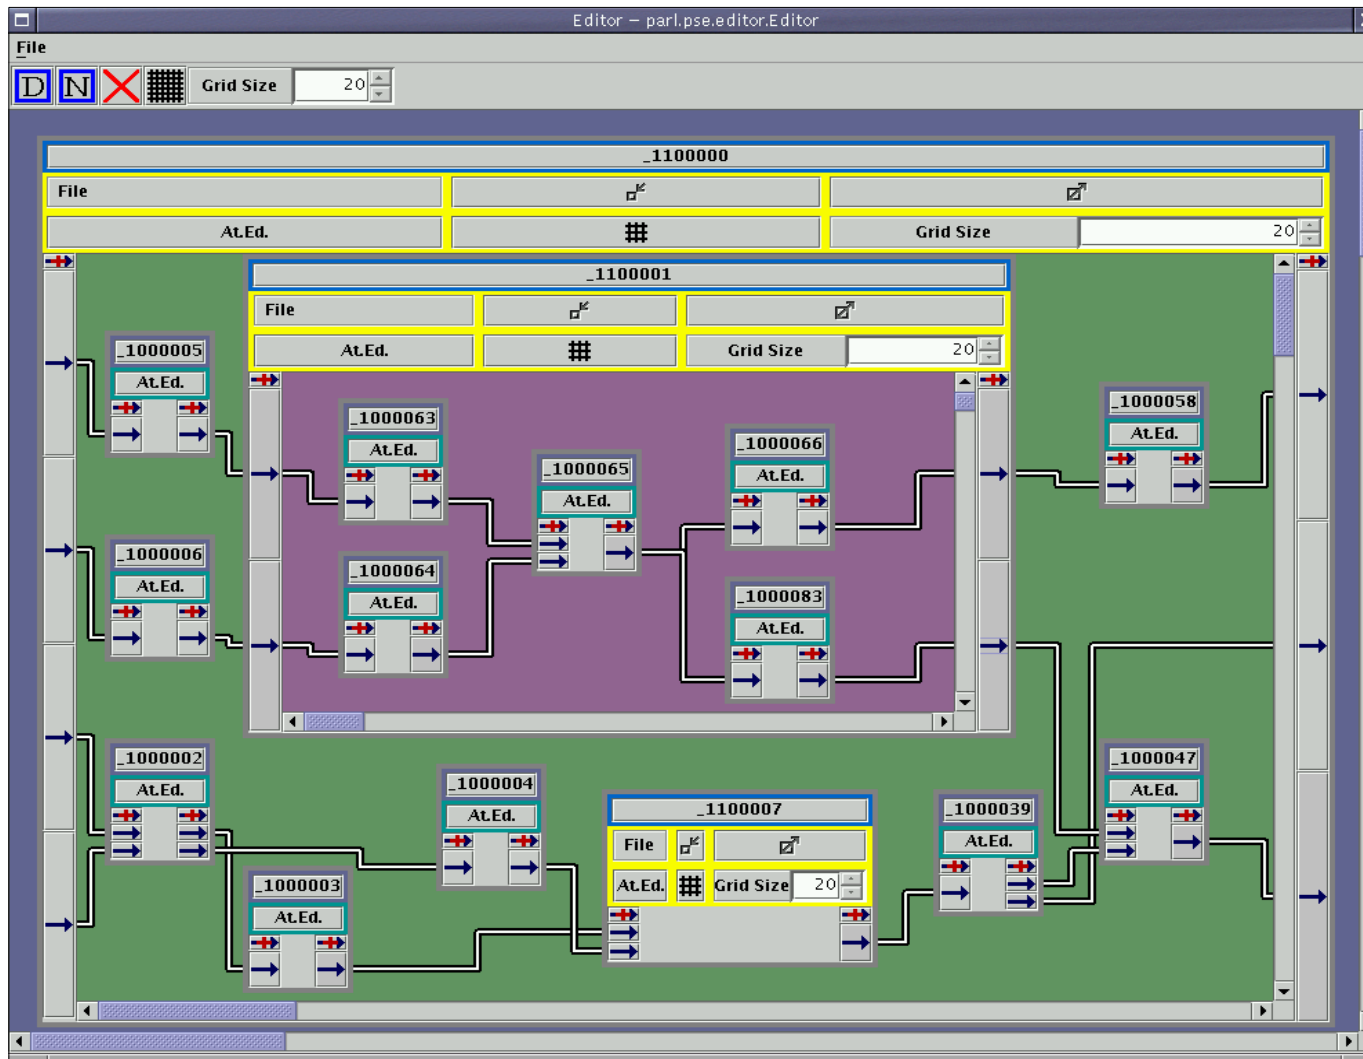 Editor – parl.pse.editor.Editor
File
D N Grid Size 20
_1100000
File
At.Ed. Grid Size 20
_1100001
File
At.Ed. Grid Size 20
_1000005
At.Ed.
_1000063
At.Ed.
_1000066
At.Ed.
_1000058
At.Ed.
_1000065
At.Ed.
_1000006
At.Ed.
_1000064
At.Ed.
_1000083
At.Ed.
_1000002
At.Ed.
_1000004
At.Ed.
_1100007
File
At.Ed. Grid Size 20
_1000039
At.Ed.
_1000047
At.Ed.
_1000003
At.Ed.